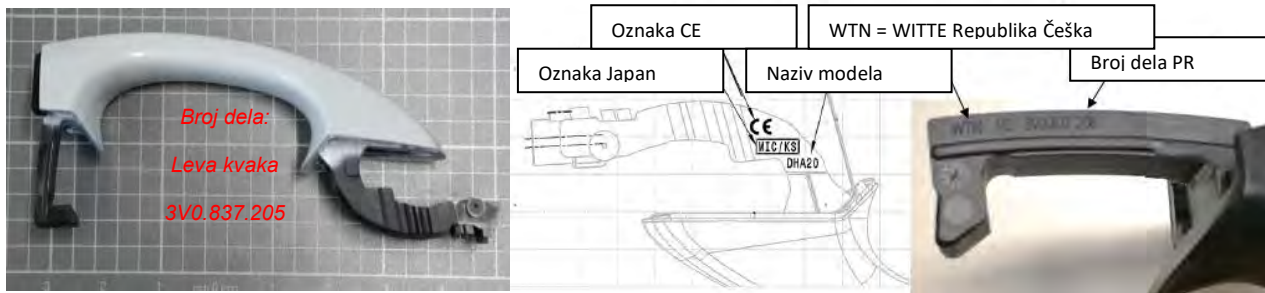 Broj dela:
Leva kvaka
3V0.837.205
Oznaka CE
WTN = WITTE Republika Češka
Oznaka Japan
Naziv modela
Broj dela PR
CE
MIC/KS
DHA20
WTN